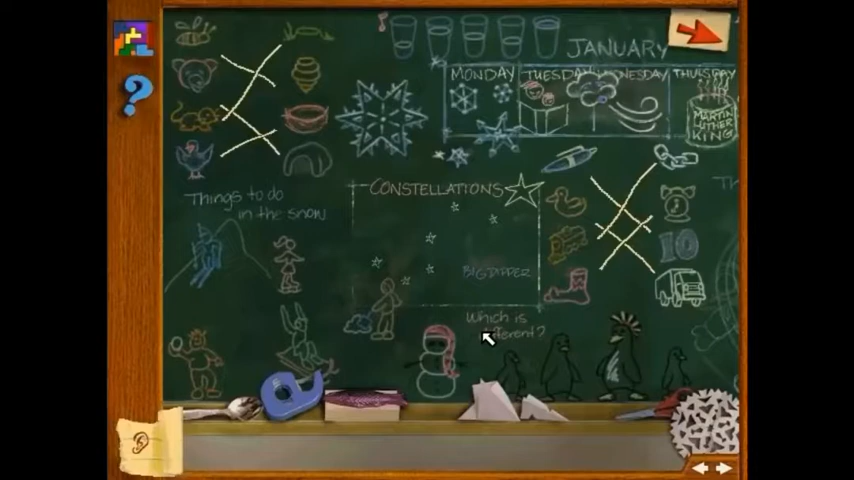 JANUARY
MONDAY TUESDAY WEDNESDAY THURSDAY
MARTIN
LUTHER
KING
Things to do
in the snow
CONSTELLATIONS
BIG DIPPER
10
Which is
different?